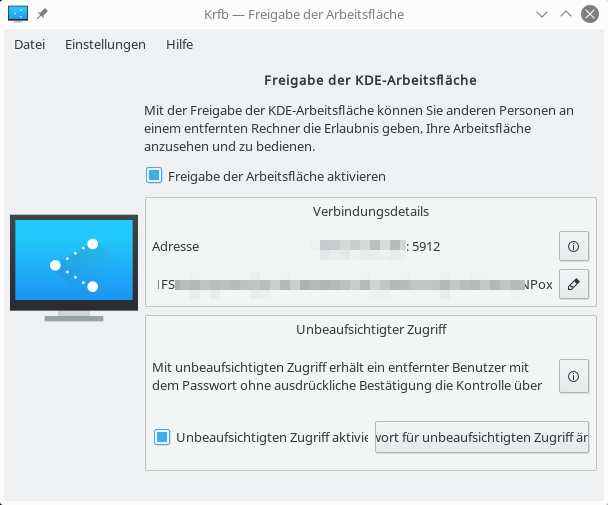 Krfb — Freigabe der Arbeitsfläche
Datei Einstellungen Hilfe
Freigabe der KDE-Arbeitsfläche
Mit der Freigabe der KDE-Arbeitsfläche können Sie anderen Personen an
einem entfernten Rechner die Erlaubnis geben, Ihre Arbeitsfläche
anzusehen und zu bedienen.
Freigabe der Arbeitsfläche aktivieren
Verbindungsdetails
Adresse : 5912
NPox
Unbeaufsichtigter Zugriff
Mit unbeaufsichtigten Zugriff erhält ein entfernter Benutzer mit
dem Passwort ohne ausdrückliche Bestätigung die Kontrolle über
Unbeaufsichtigten Zugriff aktivie wort für unbeaufsichtigten Zugriff är